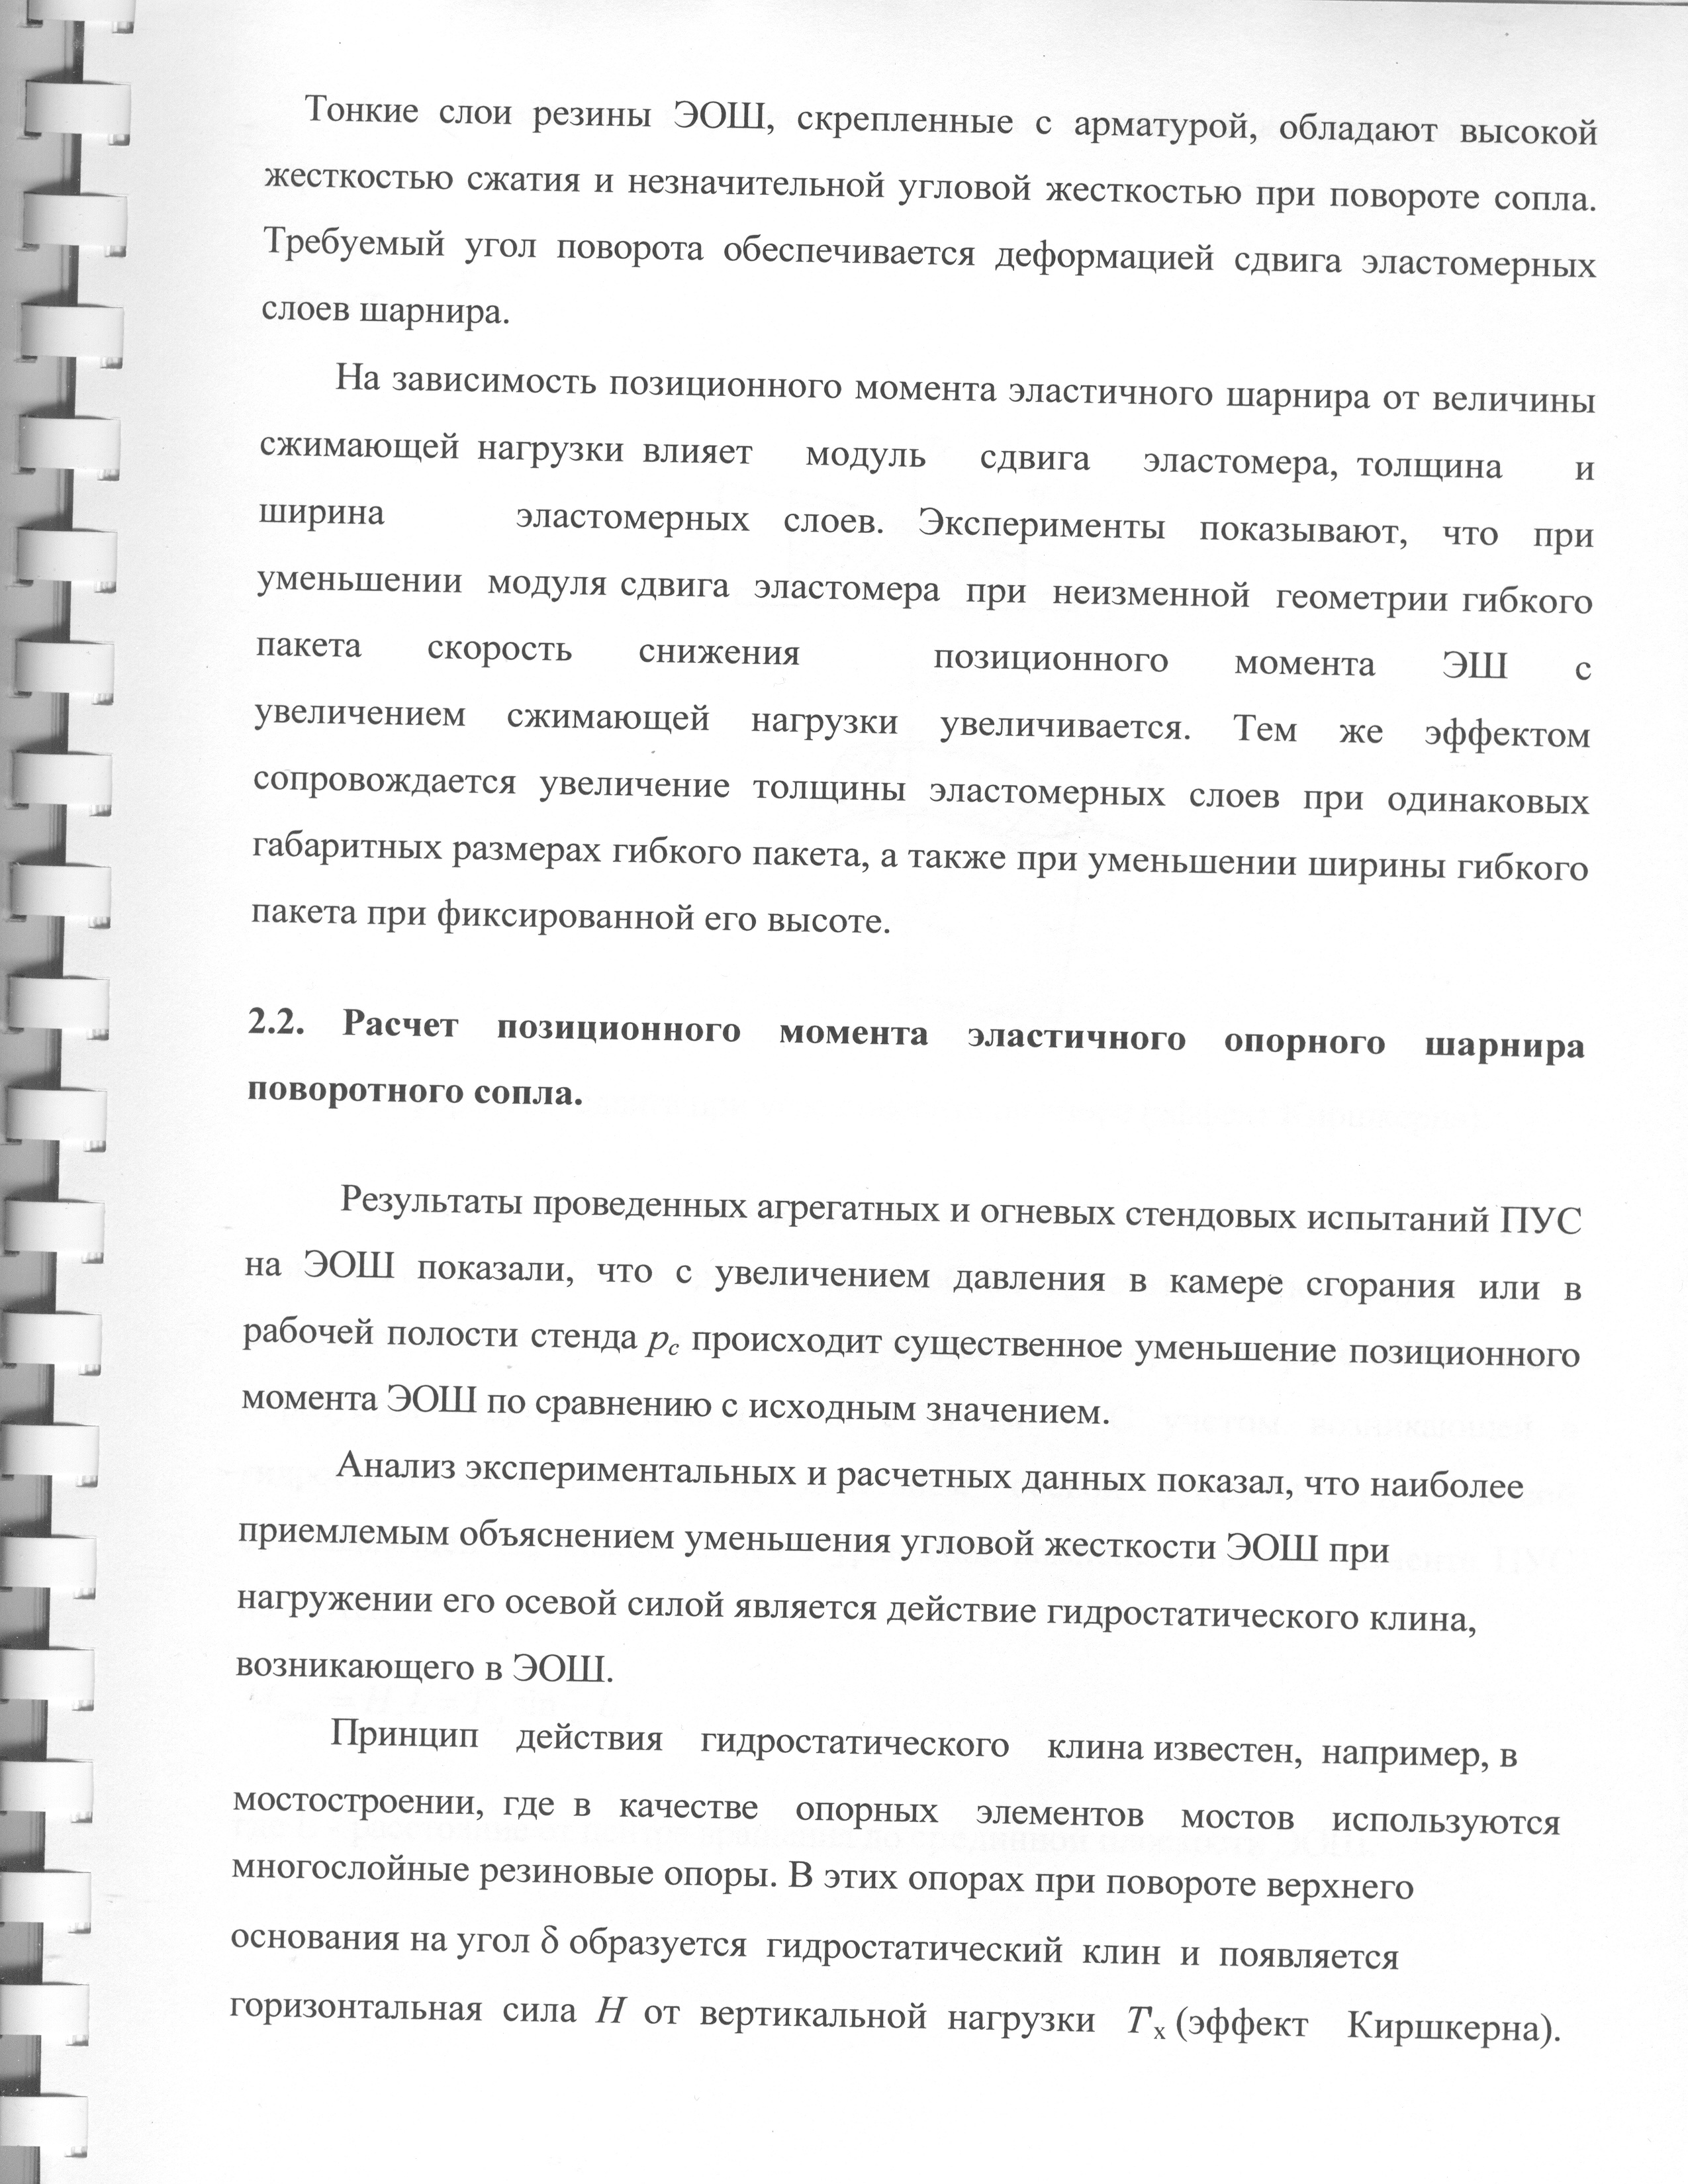 Тонкие слои резины ЭОШ, скрепленные с арматурой, обладают высокой
жесткостью сжатия и незначительной угловой жесткостью при повороте сопла.
Требуемый угол поворота обеспечивается деформацией сдвига эластомерных
слоев шарнира.
На зависимость позиционного момента эластичного шарнира от величины
сжимающей нагрузки влияет модуль сдвига эластомера, толщина и
ширина эластомерных слоев. Эксперименты показывают, что при
уменьшении модуля сдвига эластомера при неизменной геометрии гибкого
пакета скорость снижения позиционного момента ЭШ с
увеличением сжимающей нагрузки увеличивается. Тем же эффектом
сопровождается увеличение толщины эластомерных слоев при одинаковых
габаритных размерах гибкого пакета, а также при уменьшении ширины гибкого
пакета при фиксированной его высоте.
2.2. Расчет позиционного момента эластичного опорного шарнира
поворотного сопла.
Результаты проведенных агрегатных и огневых стендовых испытаний ПУС
на ЭОШ показали, что с увеличением давления в камере сгорания или в
рабочей полости стенда p_c происходит существенное уменьшение позиционного
момента ЭОШ по сравнению с исходным значением.
Анализ экспериментальных и расчетных данных показал, что наиболее
приемлемым объяснением уменьшения угловой жесткости ЭОШ при
нагружении его осевой силой является действие гидростатического клина,
возникающего в ЭОШ.
Принцип действия гидростатического клина известен, например, в
мостостроении, где в качестве опорных элементов мостов используются
многослойные резиновые опоры. В этих опорах при повороте верхнего
основания на угол δ образуется гидростатический клин и появляется
горизонтальная сила H от вертикальной нагрузки T_x (эффект Киршкерна).